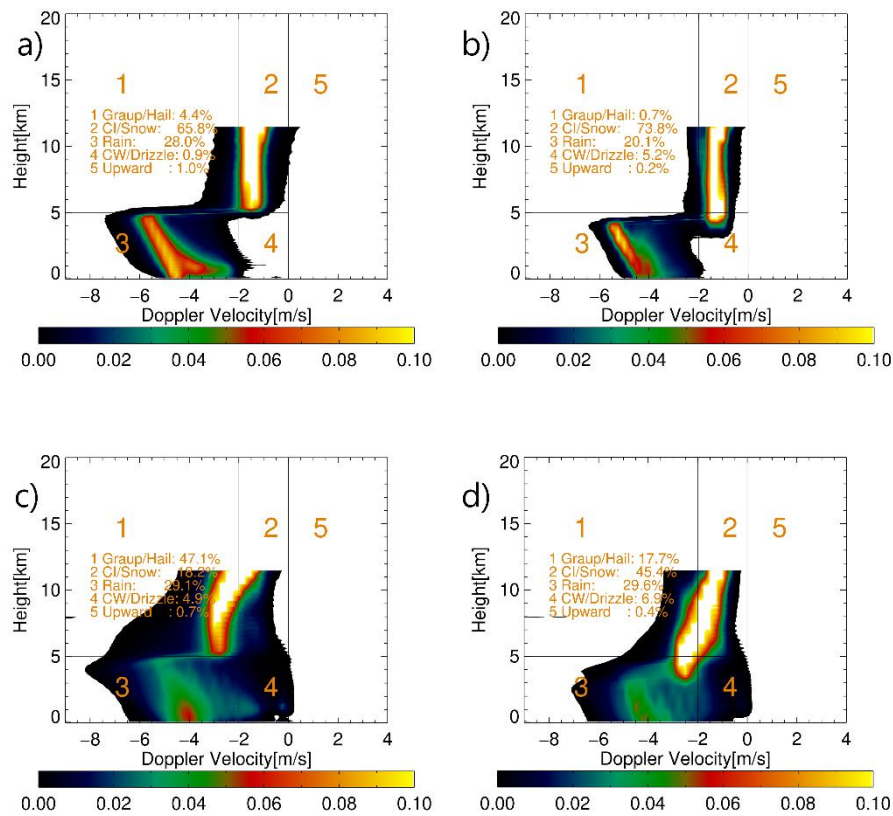 a)
20
15
10
5
0
Height[km]
1 2 5
1 Graup/Hail: 4.4%
2 CI/Snow: 65.8%
3 Rain: 28.0%
4 CW/Drizzle: 0.9%
5 Upward : 1.0%
3 4
−8 −6 −4 −2 0 2 4
Doppler Velocity[m/s]
0.00 0.02 0.04 0.06 0.08 0.10
b)
20
15
10
5
0
Height[km]
1 2 5
1 Graup/Hail: 0.7%
2 CI/Snow: 73.8%
3 Rain: 20.1%
4 CW/Drizzle: 5.2%
5 Upward : 0.2%
3 4
−8 −6 −4 −2 0 2 4
Doppler Velocity[m/s]
0.00 0.02 0.04 0.06 0.08 0.10
c)
20
15
10
5
0
Height[km]
1 2 5
1 Graup/Hail: 47.1%
2 CI/Snow: 18.2%
3 Rain: 29.1%
4 CW/Drizzle: 4.9%
5 Upward : 0.7%
3 4
−8 −6 −4 −2 0 2 4
Doppler Velocity[m/s]
0.00 0.02 0.04 0.06 0.08 0.10
d)
20
15
10
5
0
Height[km]
1 2 5
1 Graup/Hail: 17.7%
2 CI/Snow: 45.4%
3 Rain: 29.6%
4 CW/Drizzle: 6.9%
5 Upward : 0.4%
3 4
−8 −6 −4 −2 0 2 4
Doppler Velocity[m/s]
0.00 0.02 0.04 0.06 0.08 0.10